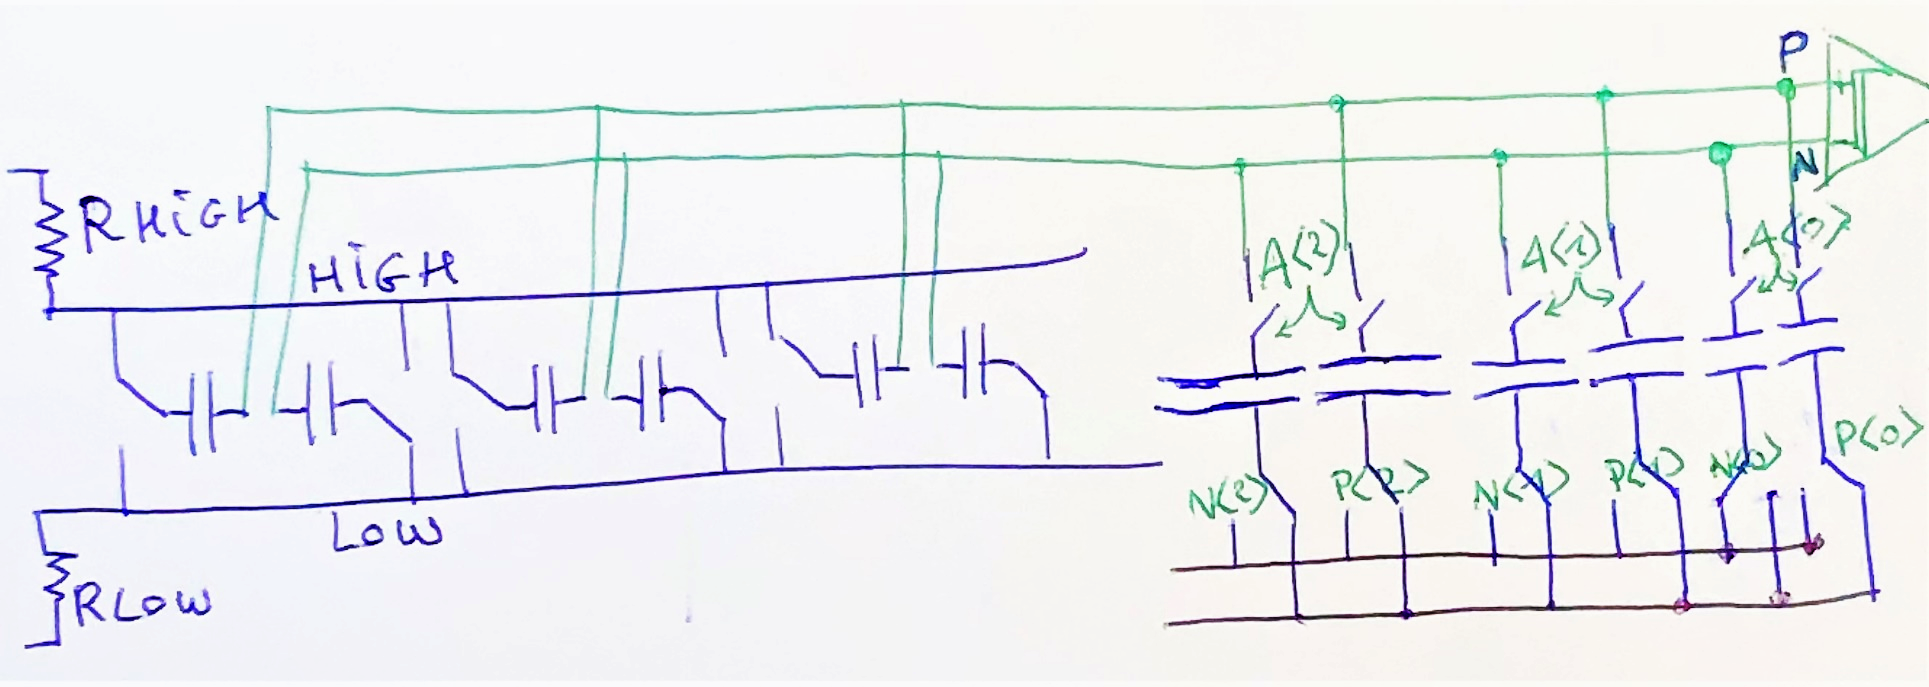 P
N
RHiGH
HiGH
A⟨2⟩
A⟨1⟩
A⟨0⟩
N⟨2⟩
P⟨2⟩
N⟨1⟩
P⟨1⟩
N⟨0⟩
P⟨0⟩
LOW
RLOW